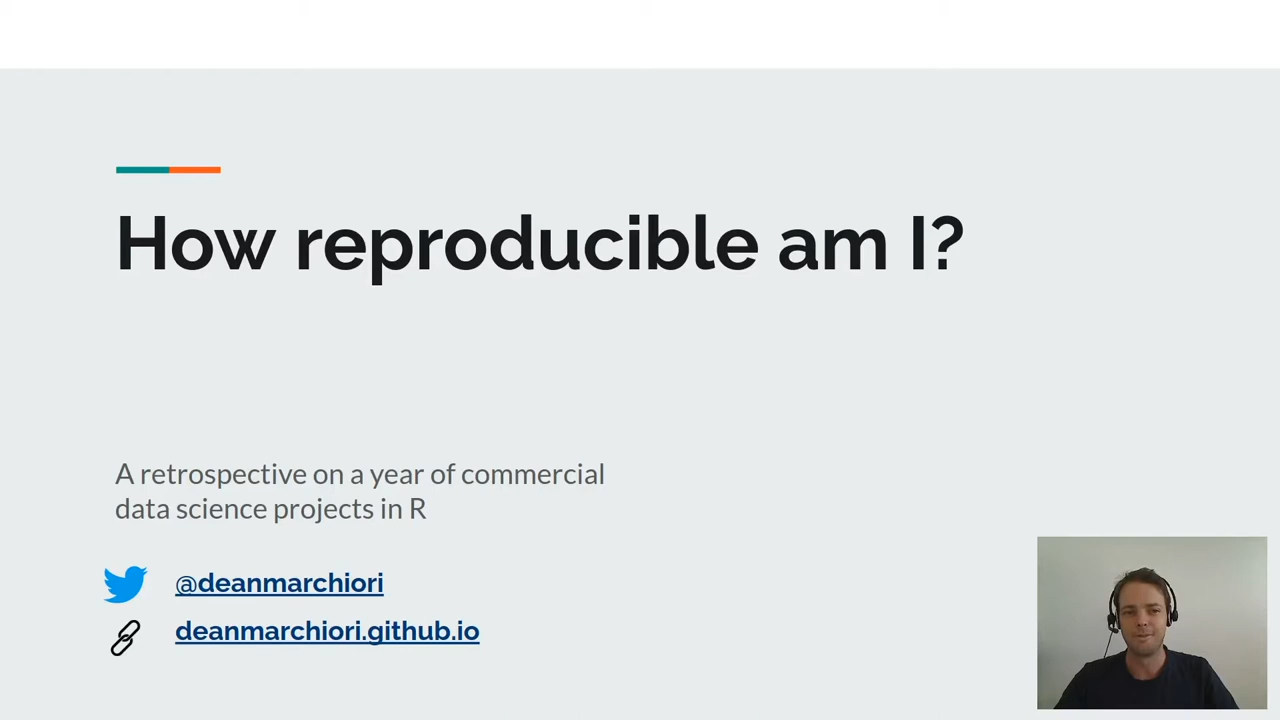 How reproducible am I?
A retrospective on a year of commercial
data science projects in R
@deanmarchiori
deanmarchiori.github.io